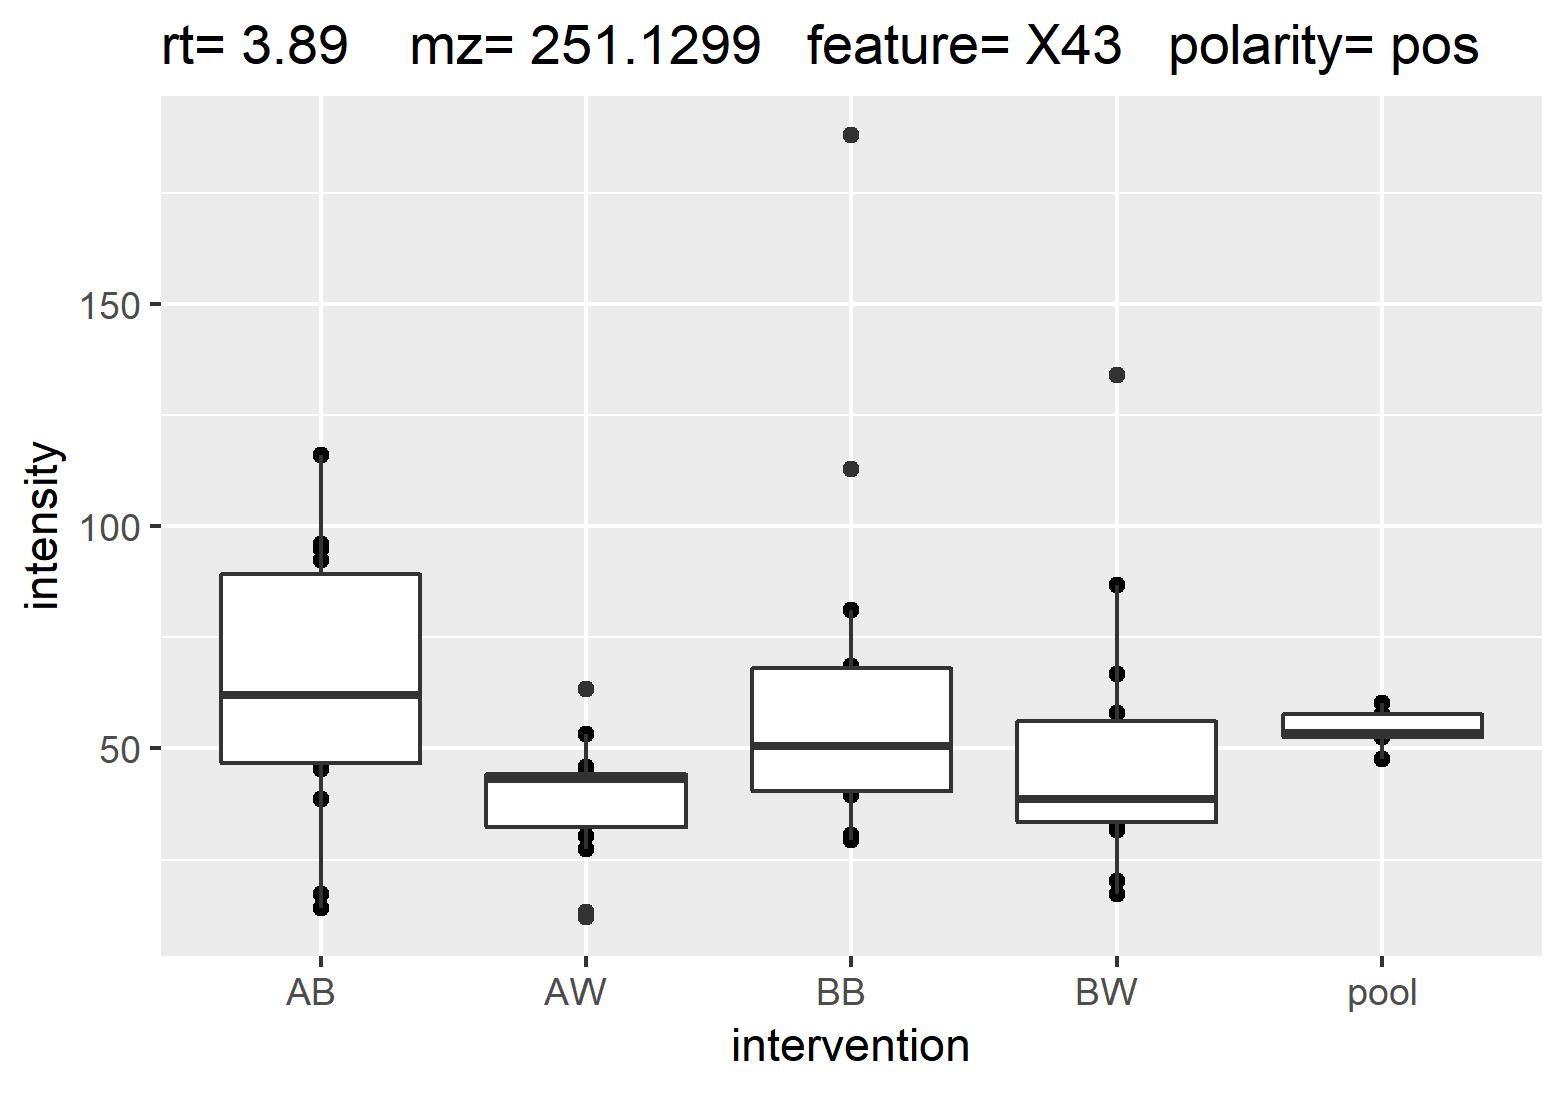 rt= 3.89 mz= 251.1299 feature= X43 polarity= pos
150
100
50
intensity
AB AW BB BW pool
intervention